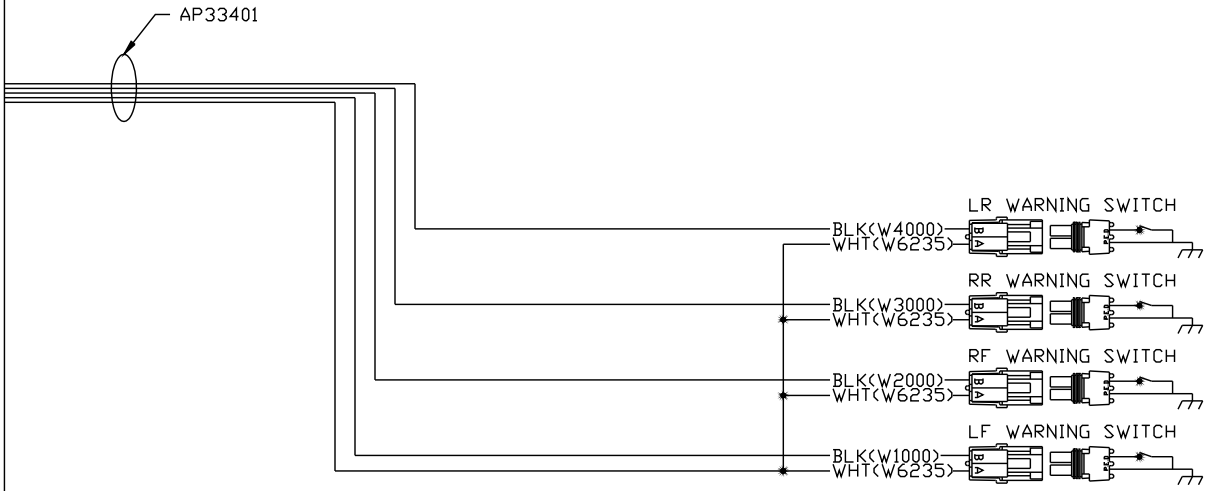 AP33401
LR WARNING SWITCH
BLK(W4000)
WHT(W6235)
B
A
RR WARNING SWITCH
BLK(W3000)
WHT(W6235)
B
A
RF WARNING SWITCH
BLK(W2000)
WHT(W6235)
B
A
LF WARNING SWITCH
BLK(W1000)
WHT(W6235)
B
A